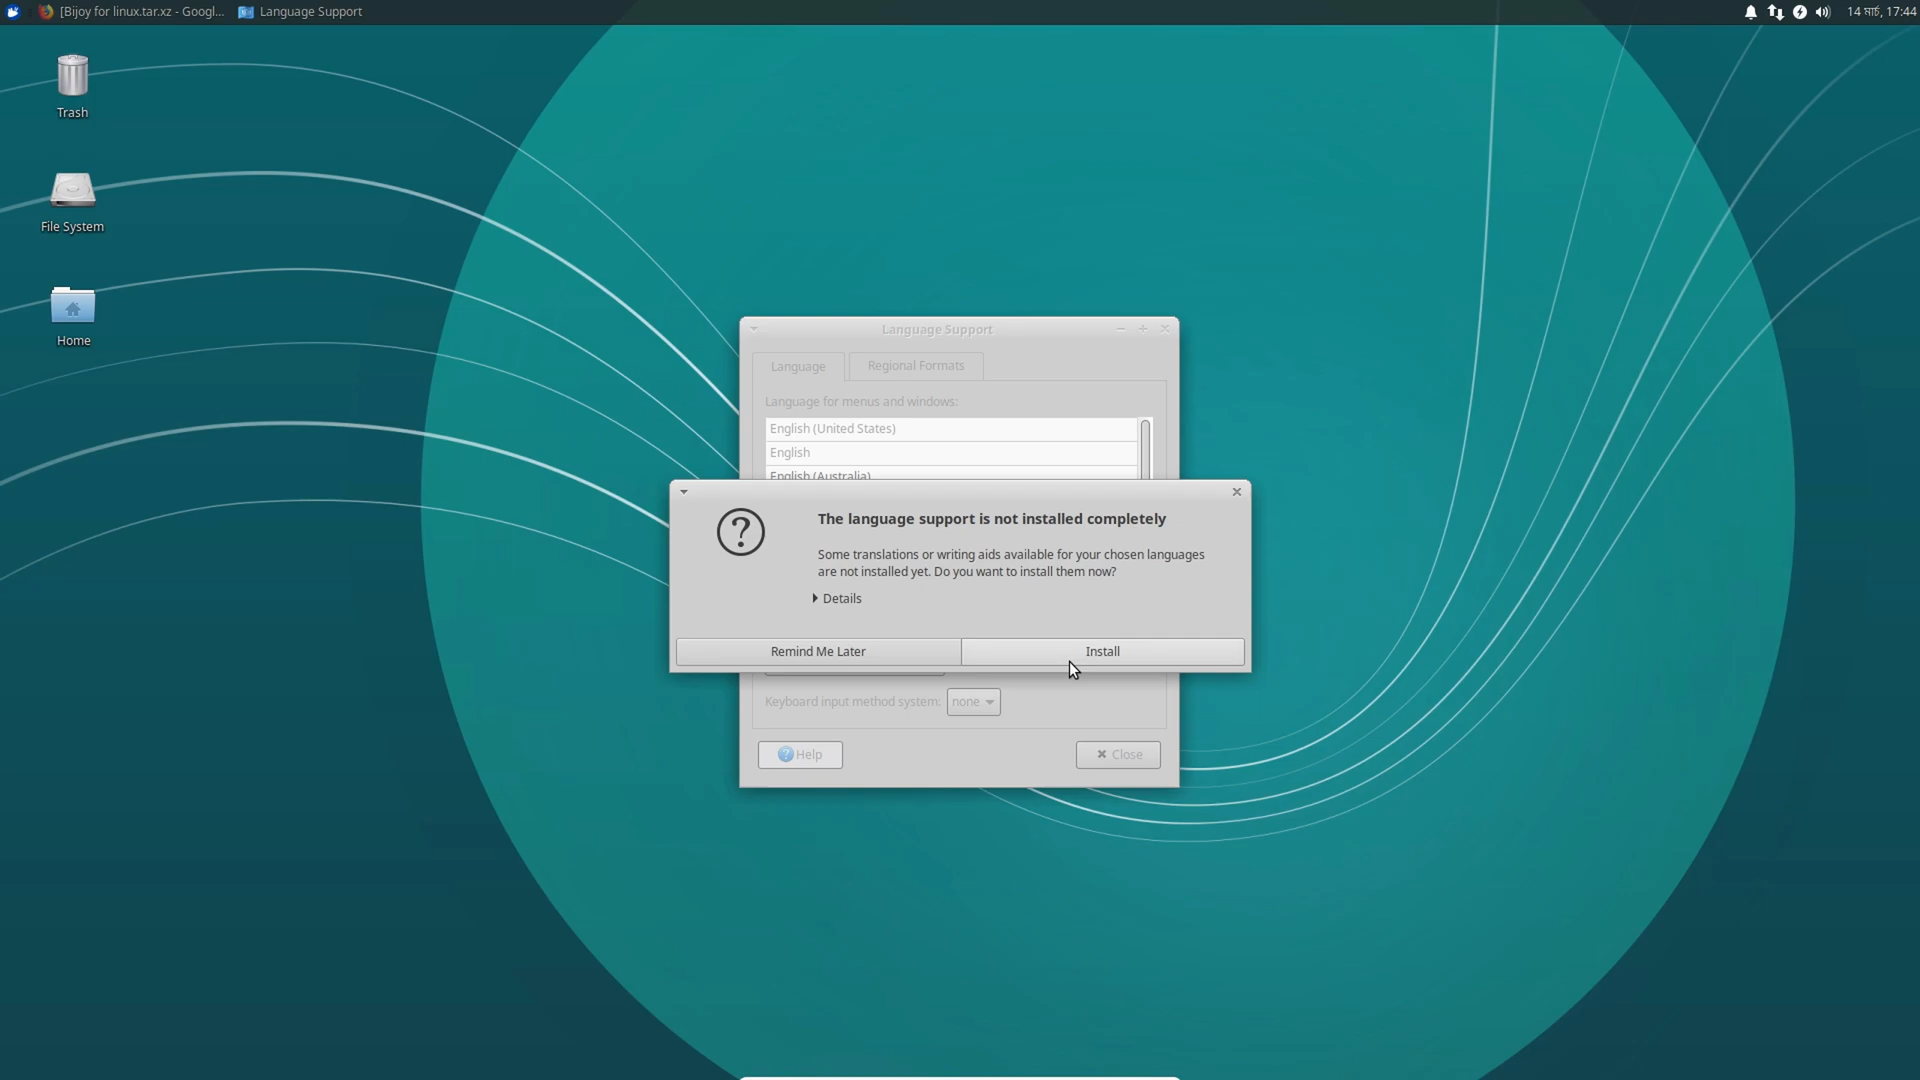 [Bijoy for linux.tar.xz - Googl... Language Support 14 মার্চ, 17:44
Trash
File System
Home
Language Support
Language Regional Formats
Language for menus and windows:
English (United States)
English
English (Australia)
The language support is not installed completely
Some translations or writing aids available for your chosen languages
are not installed yet. Do you want to install them now?
Details
Remind Me Later Install
Keyboard input method system: none
Help Close